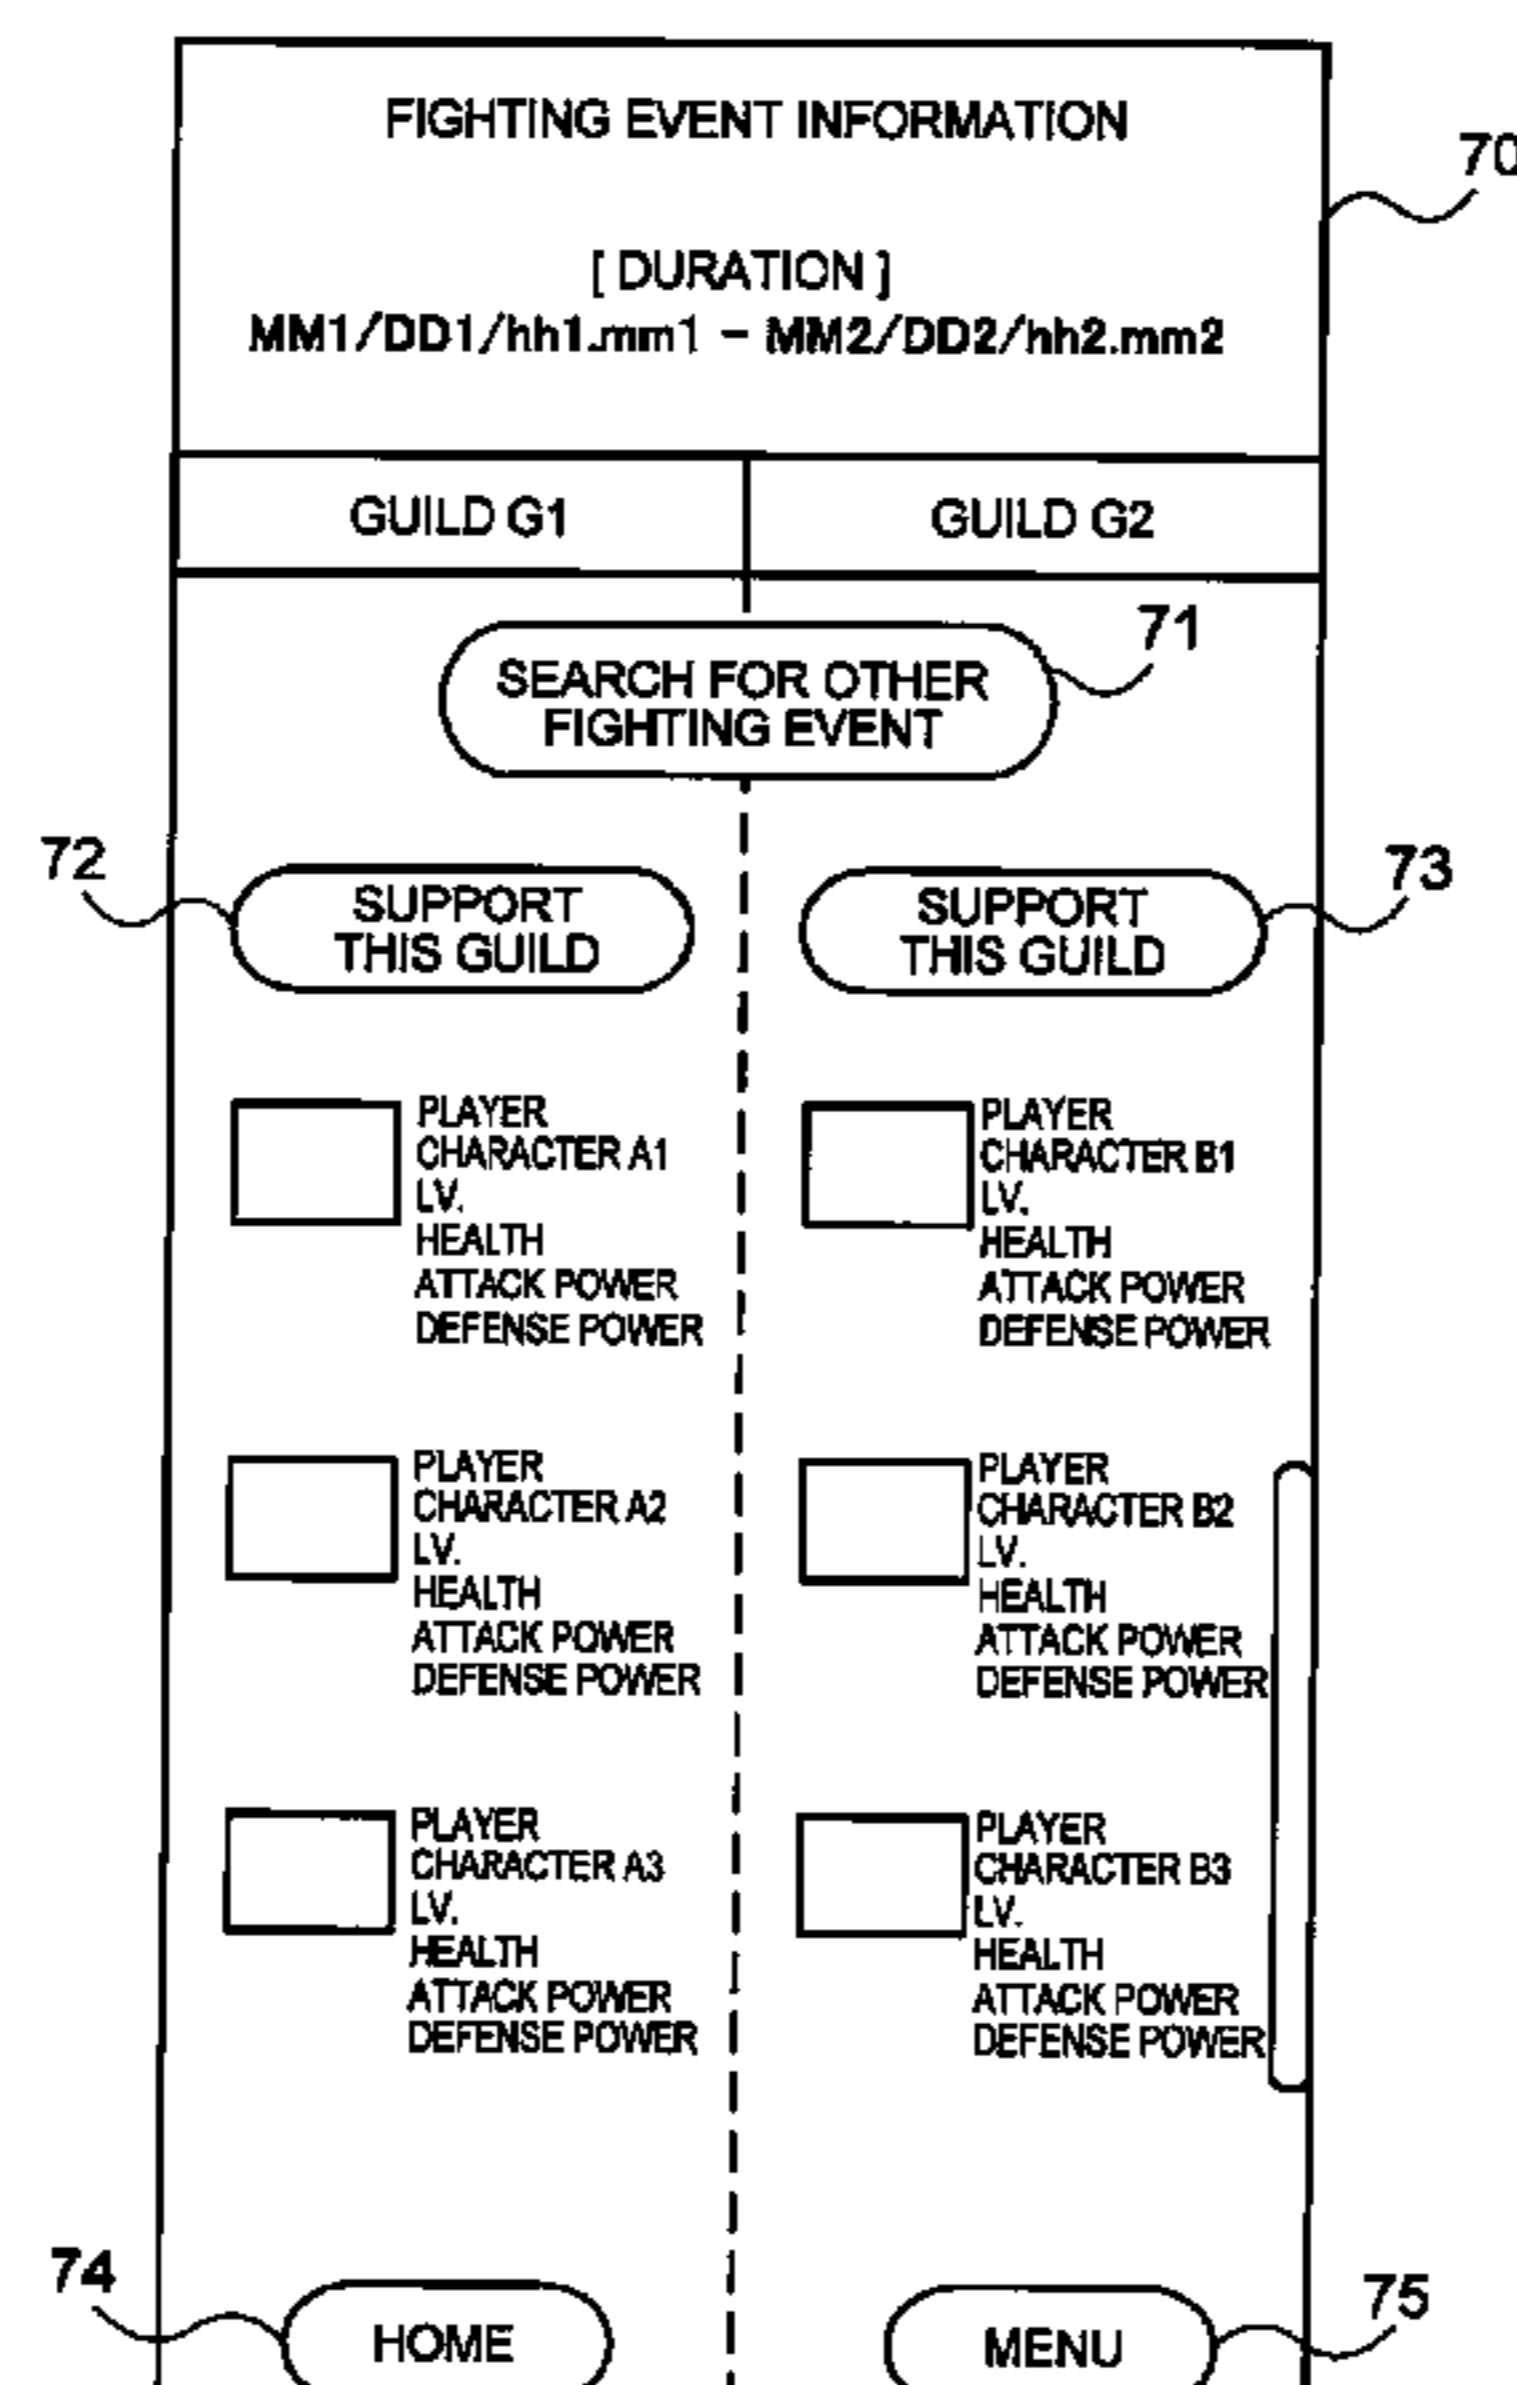 FIGHTING EVENT INFORMATION
70
[ DURATION ]
MM1/DD1/hh1.mm1 - MM2/DD2/hh2.mm2
GUILD G1
GUILD G2
71
SEARCH FOR OTHER
FIGHTING EVENT
72
SUPPORT
THIS GUILD
73
SUPPORT
THIS GUILD
PLAYER
CHARACTER A1
LV.
HEALTH
ATTACK POWER
DEFENSE POWER
PLAYER
CHARACTER B1
LV.
HEALTH
ATTACK POWER
DEFENSE POWER
PLAYER
CHARACTER A2
LV.
HEALTH
ATTACK POWER
DEFENSE POWER
PLAYER
CHARACTER B2
LV.
HEALTH
ATTACK POWER
DEFENSE POWER
PLAYER
CHARACTER A3
LV.
HEALTH
ATTACK POWER
DEFENSE POWER
PLAYER
CHARACTER B3
LV.
HEALTH
ATTACK POWER
DEFENSE POWER
74
HOME
75
MENU